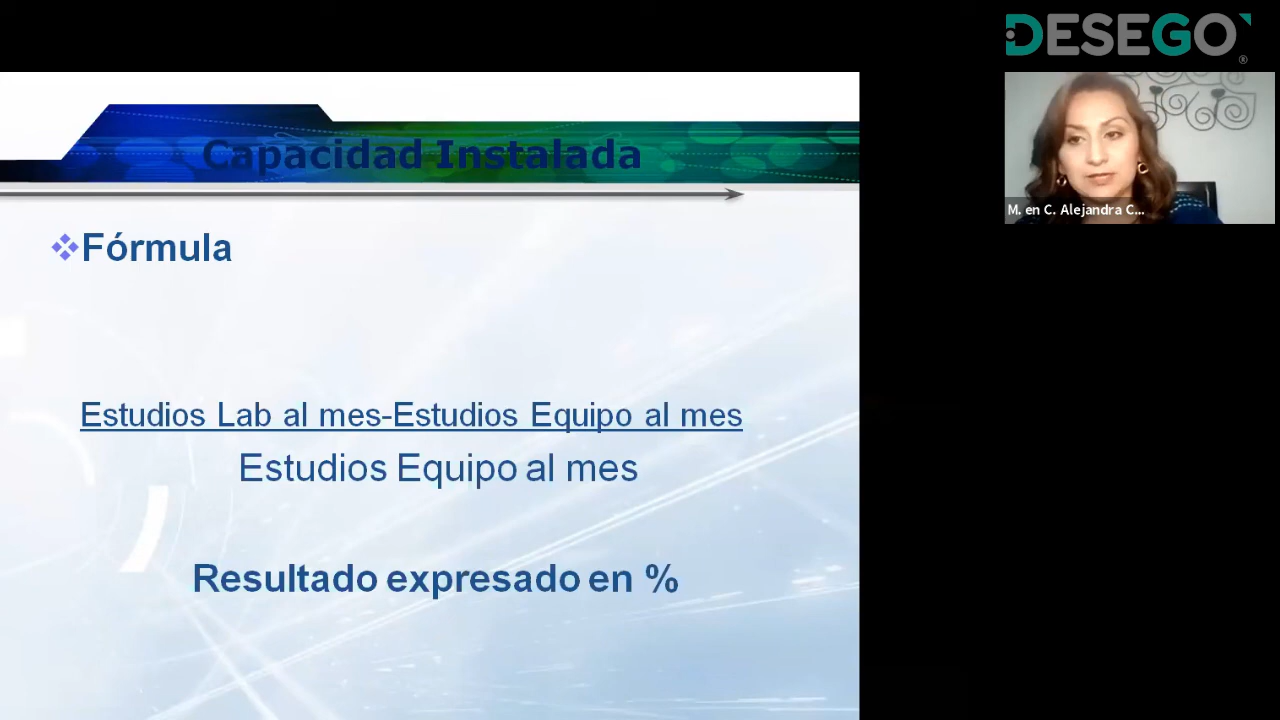 DESEGO
®
Capacidad Instalada
M. en C. Alejandra C...
Fórmula
Estudios Lab al mes-Estudios Equipo al mes
Estudios Equipo al mes
Resultado expresado en %